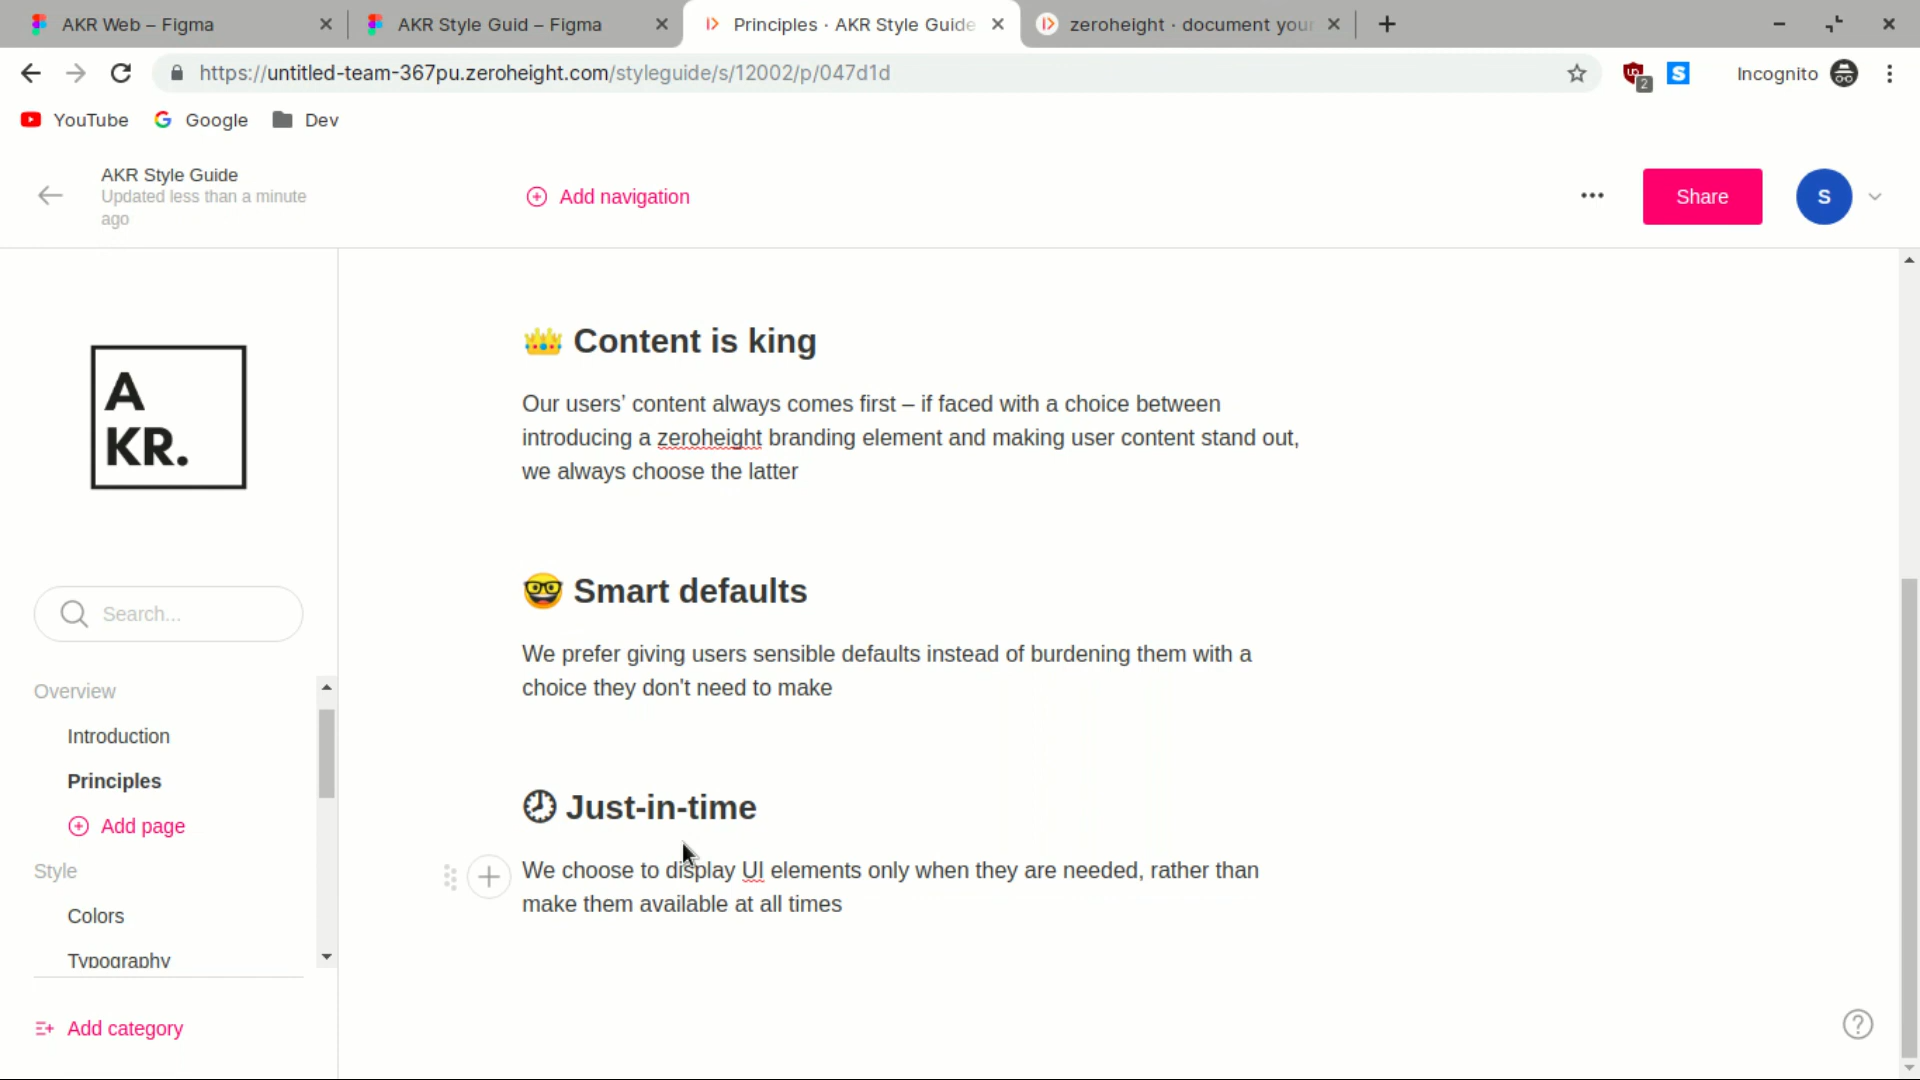 AKR Web – Figma
AKR Style Guid – Figma
Principles · AKR Style Guide
zeroheight · document your
https://untitled-team-367pu.zeroheight.com/styleguide/s/12002/p/047d1d
2
S
Incognito
YouTube
Google
Dev
AKR Style Guide
Updated less than a minute
ago
Add navigation
Share
S
A
KR.
Search...
Overview
Introduction
Principles
Add page
Style
Colors
Typography
Add category
👑 Content is king
Our users’ content always comes first – if faced with a choice between
introducing a zeroheight branding element and making user content stand out,
we always choose the latter
🤓 Smart defaults
We prefer giving users sensible defaults instead of burdening them with a
choice they don't need to make
🕗 Just-in-time
We choose to display UI elements only when they are needed, rather than
make them available at all times